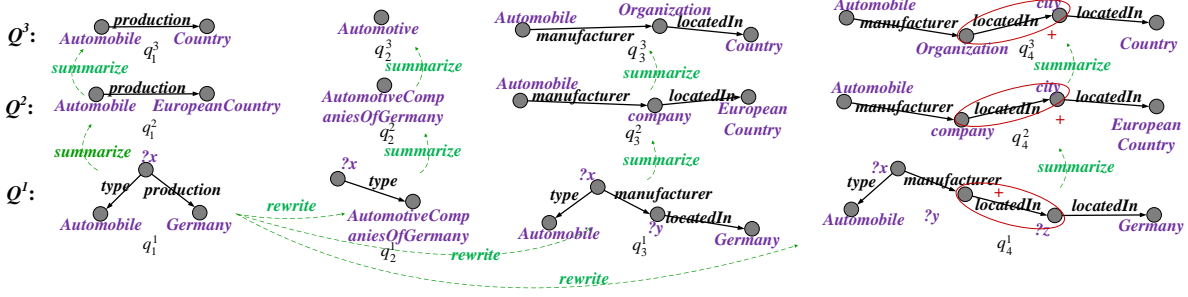 Q³:
Automobile production Country
q₁³
Automotive
q₂³
Automobile manufacturer Organization locatedIn Country
q₃³
Automobile manufacturer Organization locatedIn city locatedIn Country
+
q₄³
summarize
summarize
summarize
summarize
Q²:
Automobile production EuropeanCountry
q₁²
AutomotiveComp
aniesOfGermany
q₂²
Automobile manufacturer company locatedIn European
Country
q₃²
Automobile manufacturer company locatedIn city locatedIn European
Country
+
q₄²
summarize
summarize
summarize
summarize
Q¹:
?x type production Automobile Germany
q₁¹
rewrite
?x type AutomotiveComp
aniesOfGermany
q₂¹
rewrite
?x type manufacturer Automobile ?y locatedIn Germany
q₃¹
rewrite
?x type manufacturer Automobile ?y + locatedIn ?z locatedIn Germany
q₄¹